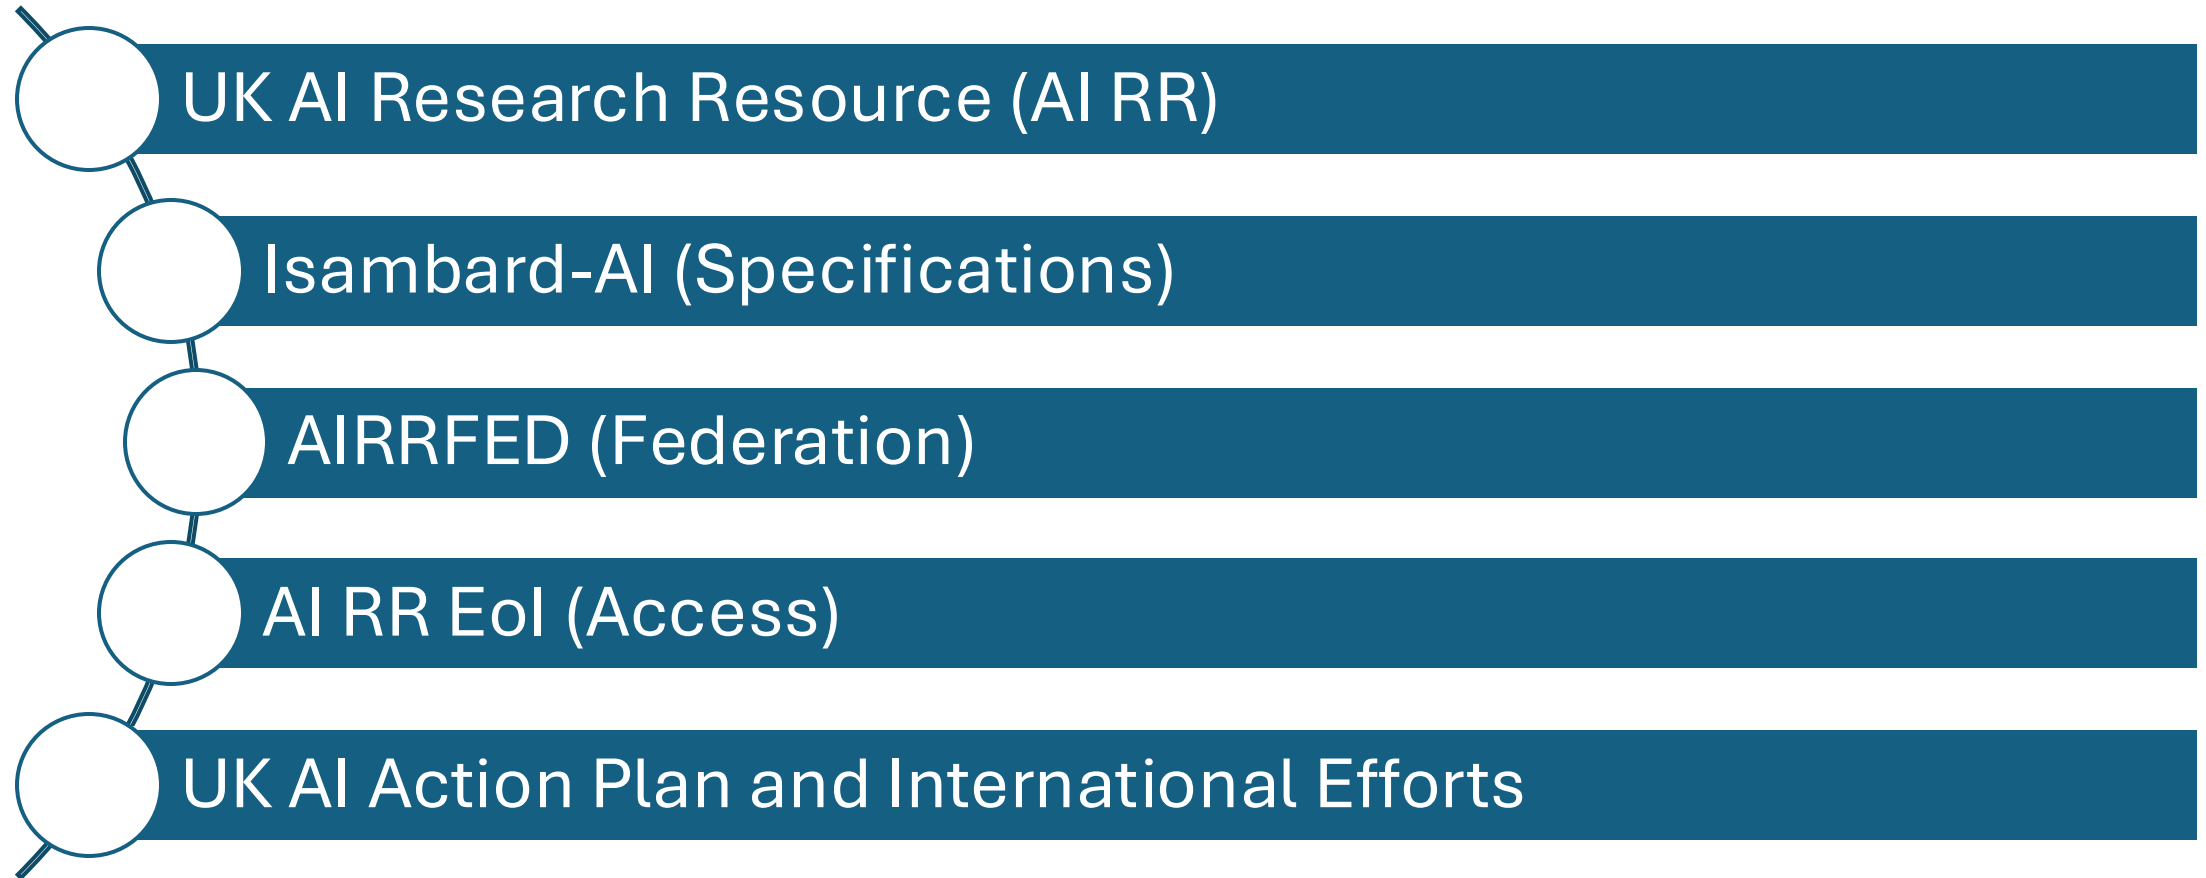 UK AI Research Resource (AI RR)
Isambard-AI (Specifications)
AIRRFED (Federation)
AI RR EoI (Access)
UK AI Action Plan and International Efforts